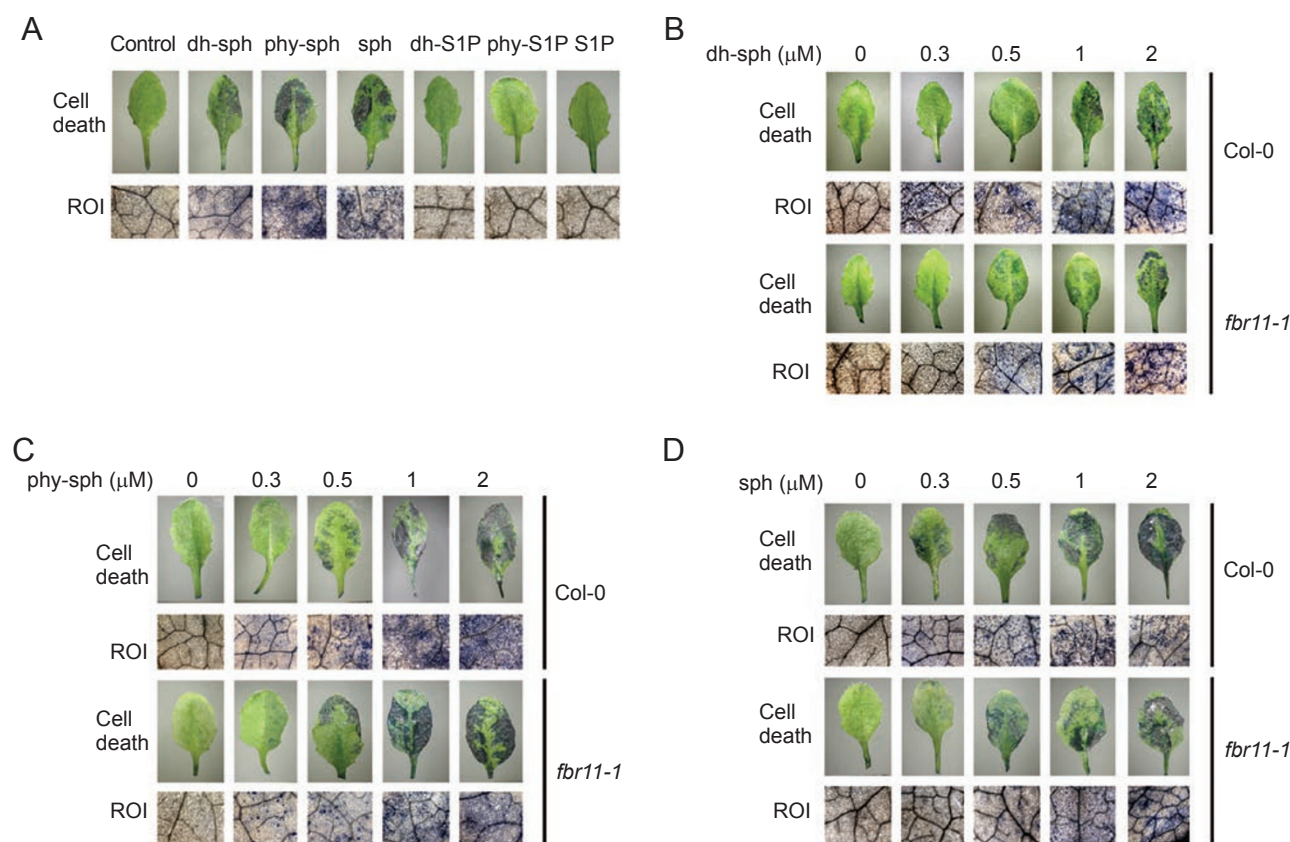 A
Control dh-sph phy-sph sph dh-S1P phy-S1P S1P
Cell
death
ROI
B
dh-sph (μM) 0 0.3 0.5 1 2
Cell
death
Col-0
ROI
Cell
death
fbr11-1
ROI
C
phy-sph (μM) 0 0.3 0.5 1 2
Cell
death
Col-0
ROI
Cell
death
fbr11-1
ROI
D
sph (μM) 0 0.3 0.5 1 2
Cell
death
Col-0
ROI
Cell
death
fbr11-1
ROI